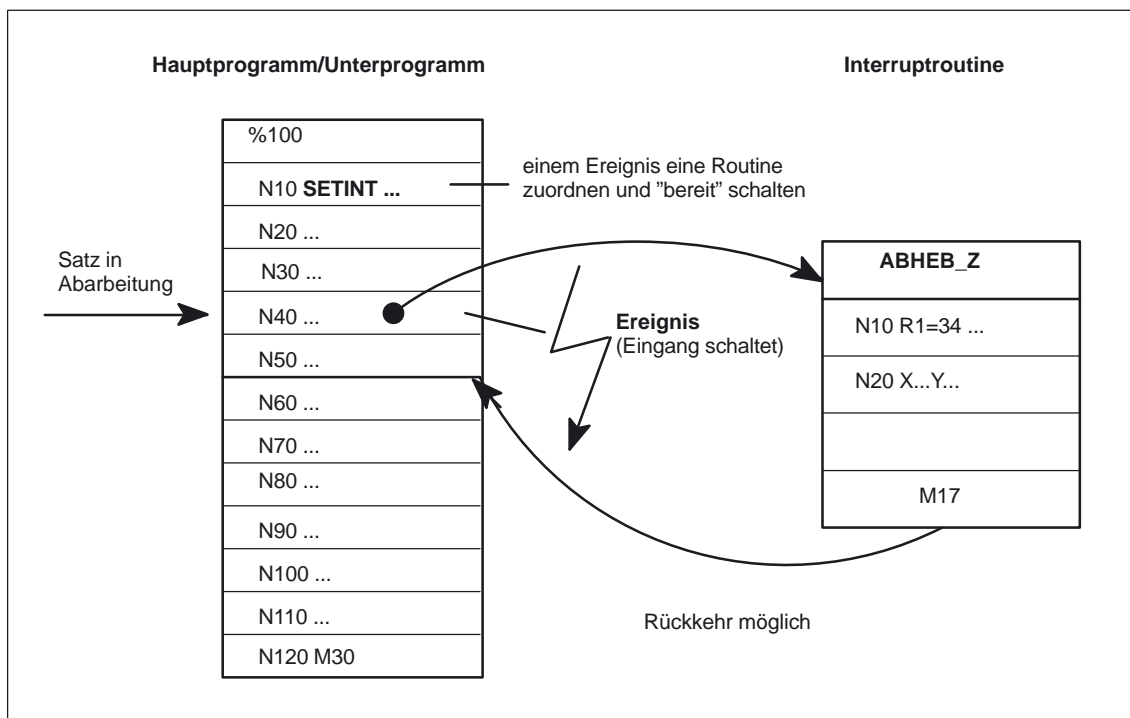 Hauptprogramm/Unterprogramm
Interruptroutine
%100
N10 SETINT ...
einem Ereignis eine Routine
zuordnen und ”bereit” schalten
N20 ...
N30 ...
Satz in
Abarbeitung
N40 ...
N50 ...
Ereignis
(Eingang schaltet)
N60 ...
N70 ...
N80 ...
N90 ...
N100 ...
N110 ...
N120 M30
ABHEB_Z
N10 R1=34 ...
N20 X...Y...
M17
Rückkehr möglich